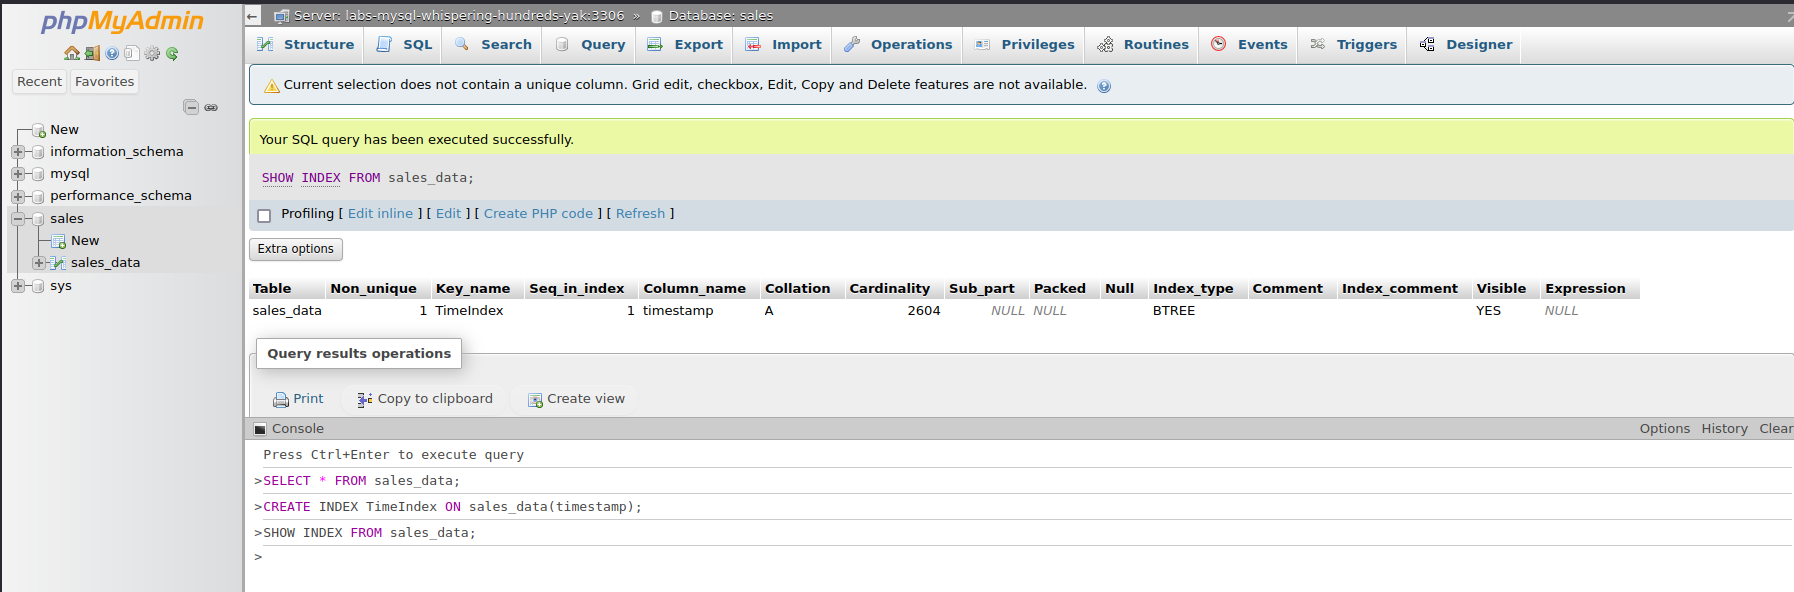 phpMyAdmin
Recent Favorites
New
information_schema
mysql
performance_schema
sales
New
sales_data
sys
Server: labs-mysql-whispering-hundreds-yak:3306 » Database: sales
Structure SQL Search Query Export Import Operations Privileges Routines Events Triggers Designer
Current selection does not contain a unique column. Grid edit, checkbox, Edit, Copy and Delete features are not available.
Your SQL query has been executed successfully.
SHOW INDEX FROM sales_data;
Profiling [ Edit inline ] [ Edit ] [ Create PHP code ] [ Refresh ]
Extra options
Table Non_unique Key_name Seq_in_index Column_name Collation Cardinality Sub_part Packed Null Index_type Comment Index_comment Visible Expression
sales_data 1 TimeIndex 1 timestamp A 2604 NULL NULL BTREE YES NULL
Query results operations
Print Copy to clipboard Create view
Console Options History Clear
Press Ctrl+Enter to execute query
>SELECT * FROM sales_data;
>CREATE INDEX TimeIndex ON sales_data(timestamp);
>SHOW INDEX FROM sales_data;
>